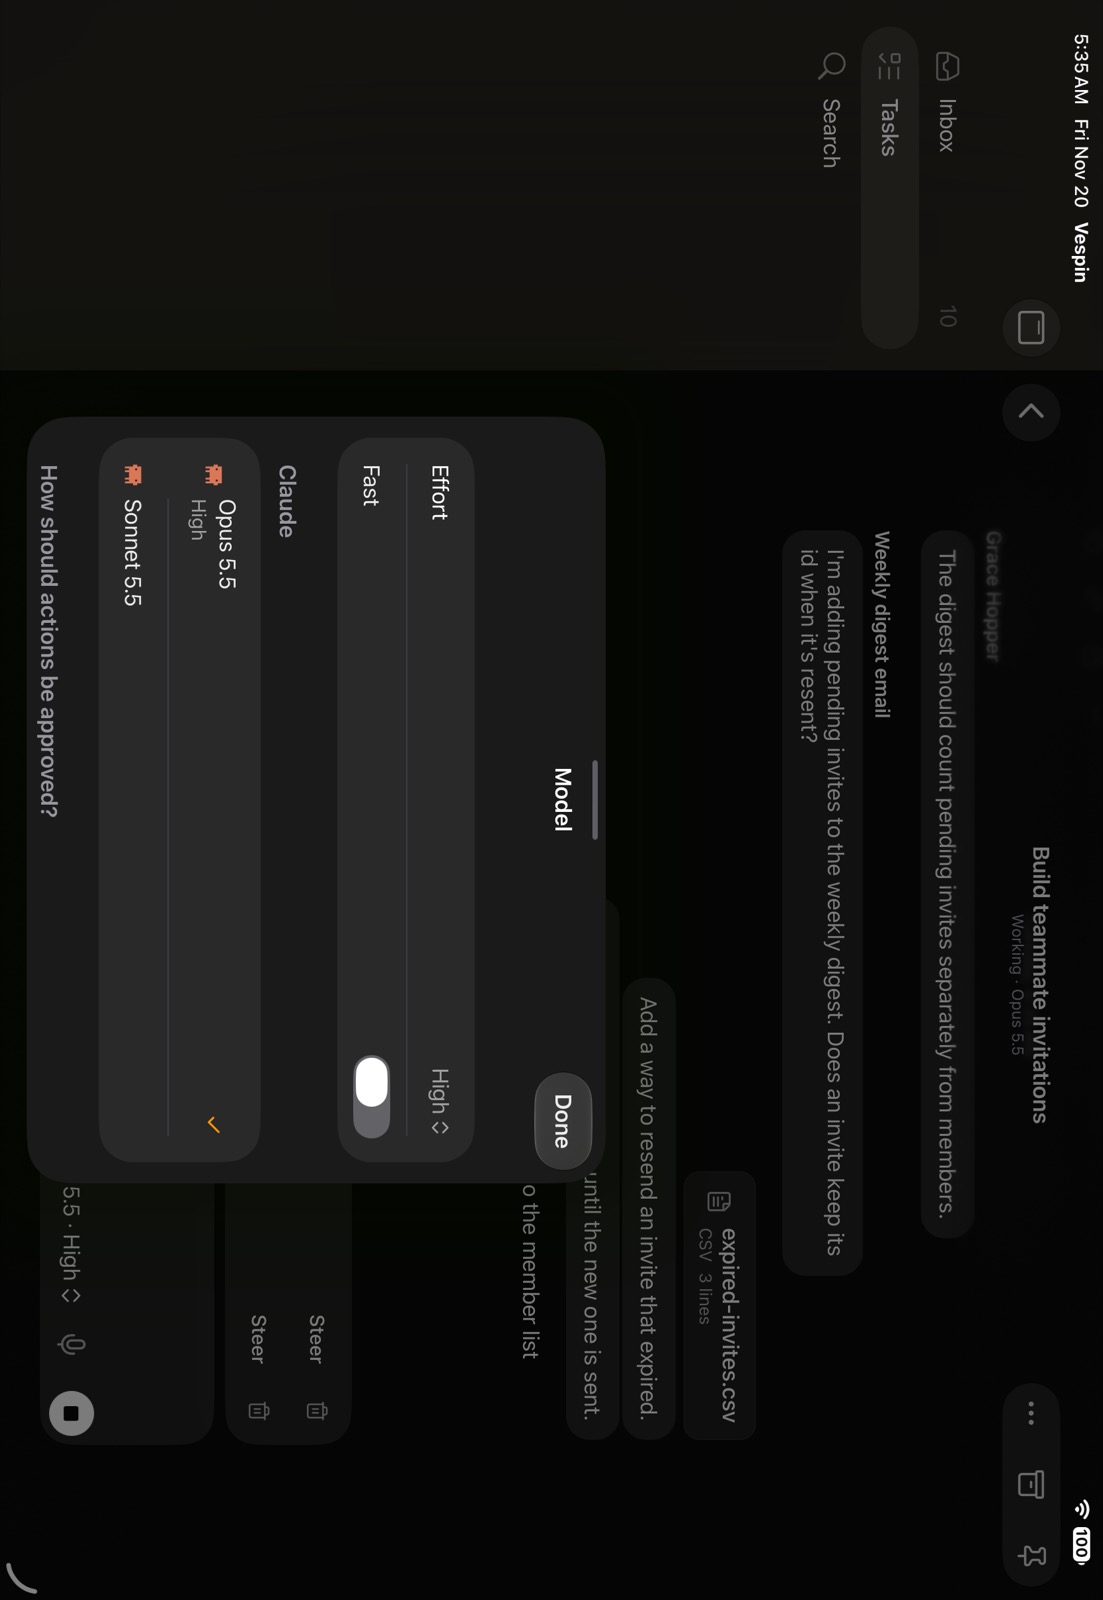 5:35 AM Fri Nov 20 Vespin
100
Inbox 10
Tasks
Search
Build teammate invitations
Working · Opus 5.5
Grace Hopper
The digest should count pending invites separately from members.
Weekly digest email
I'm adding pending invites to the weekly digest. Does an invite keep its
id when it's resent?
expired-invites.csv
CSV 3 lines
Add a way to resend an invite that expired.
until the new one is sent.
the member list
Model
Done
Effort
High
Fast
Claude
Opus 5.5
High
Sonnet 5.5
How should actions be approved?
Steer
Steer
5.5 · High